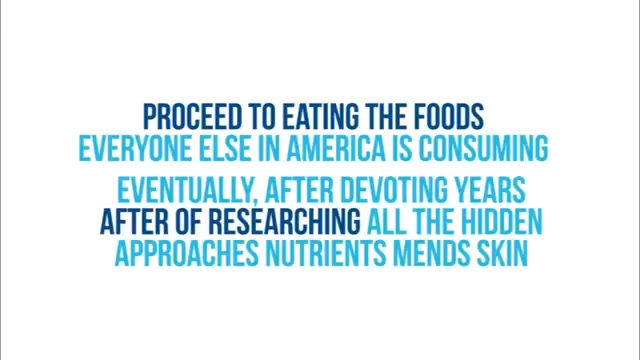 PROCEED TO EATING THE FOODS
EVERYONE ELSE IN AMERICA IS CONSUMING
EVENTUALLY, AFTER DEVOTING YEARS
AFTER OF RESEARCHING ALL THE HIDDEN
APPROACHES NUTRIENTS MENDS SKIN